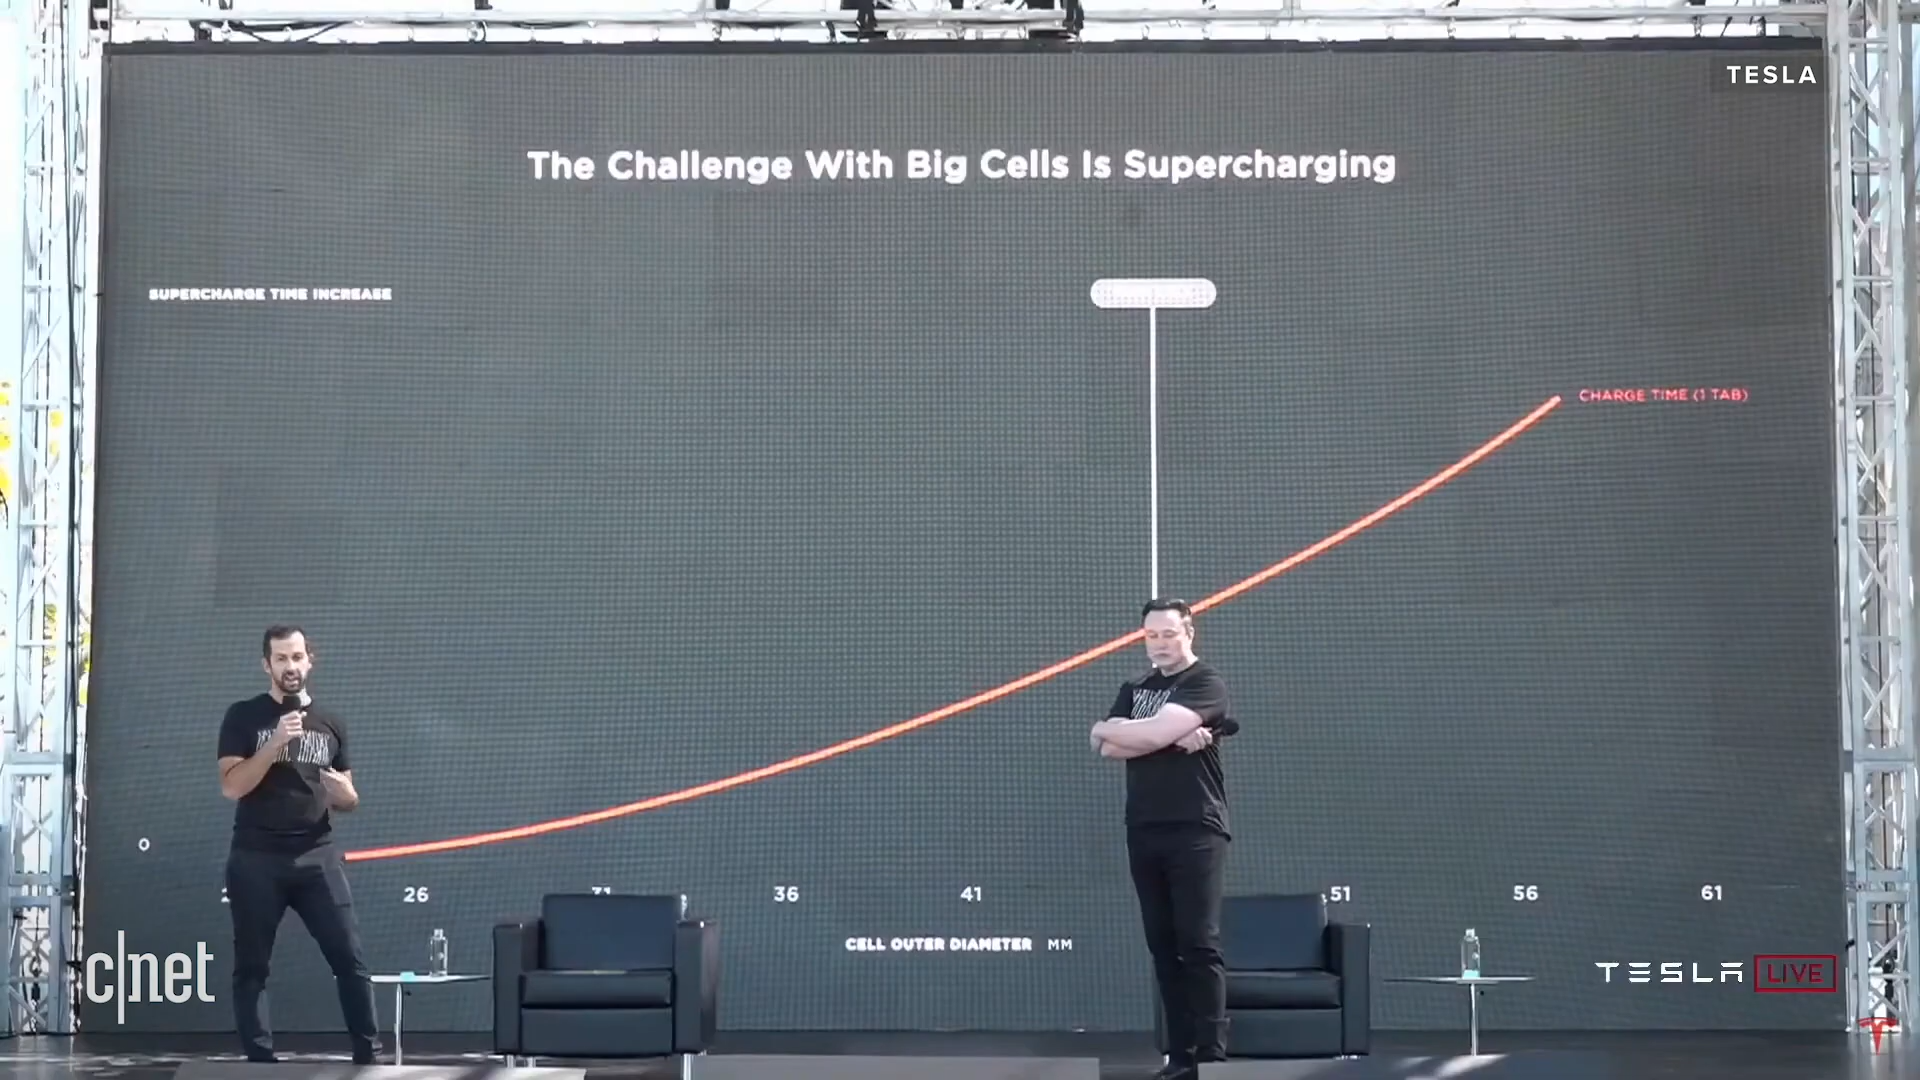 TESLA
The Challenge With Big Cells Is Supercharging
SUPERCHARGE TIME INCREASE
CHARGE TIME (1 TAB)
0
26 31 36 41 51 56 61
CELL OUTER DIAMETER MM
c|net
TESLA LIVE